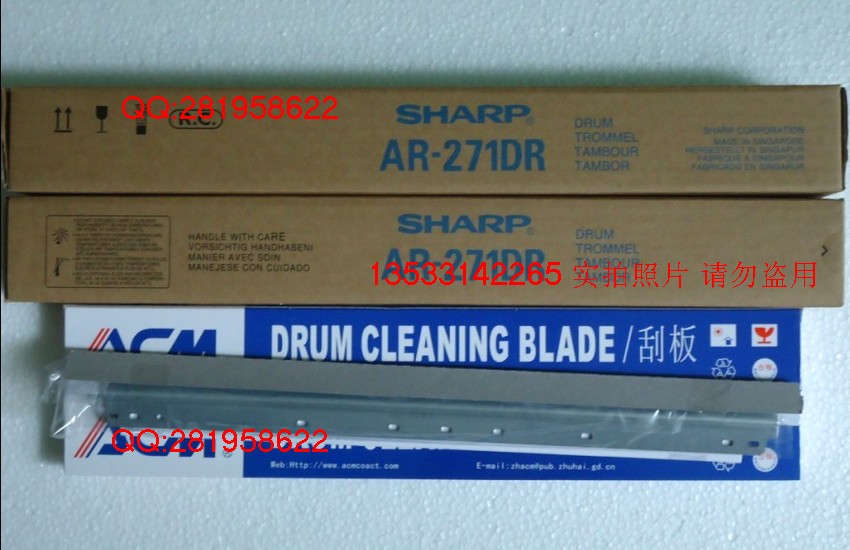 QQ:281958622
R.C.
SHARP®
AR-271DR
DRUM
TROMMEL
TAMBOUR
TAMBOR
SHARP CORPORATION
MADE IN SINGAPORE
HERGESTELLT IN SINGAPUR
FABRIQUE A SINGAPOUR
FABRICADO EN SINGAPUR
HANDLE WITH CARE
VORSICHTIG HANDHABENI
MANIER AVEC SOIN
MANEJESE CON CUIDADO
SHARP®
AR-271DR
DRUM
TROMMEL
TAMBOUR
13533142265 实拍照片 请勿盗用
ACM
DRUM CLEANING BLADE/刮板
QQ:281958622
ACM®
Web:Http://www.acmcoact.com
E-mail:zhacm@pub.zhuhai.gd.cn